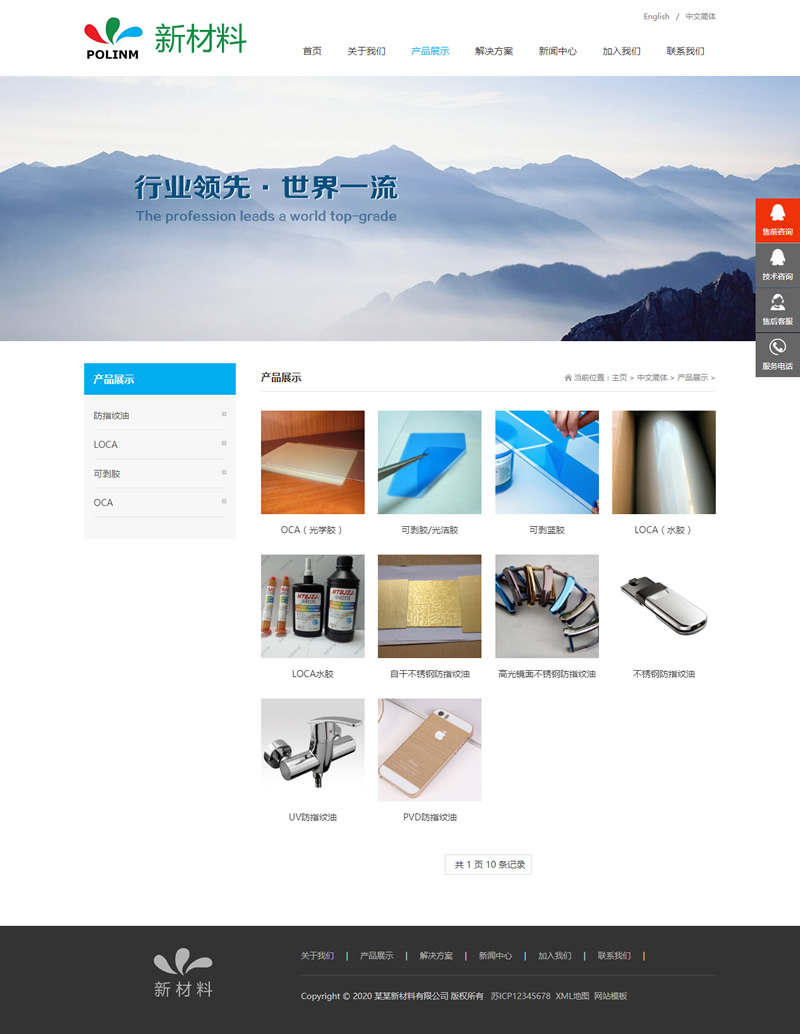 English / 中文简体
POLINM
新材料
首页 关于我们 产品展示 解决方案 新闻中心 加入我们 联系我们
行业领先·世界一流
The profession leads a world top-grade
售前咨询
技术咨询
售后客服
服务电话
产品展示
防指纹油
LOCA
可剥胶
OCA
产品展示
当前位置：主页 > 中文简体 > 产品展示 >
OCA（光学胶）
可剥胶/光洁胶
可剥蓝胶
LOCA（水胶）
LOCA水胶
自干不锈钢防指纹油
高光镜面不锈钢防指纹油
不锈钢防指纹油
UV防指纹油
PVD防指纹油
共 1 页 10 条记录
新材料
关于我们 | 产品展示 | 解决方案 | 新闻中心 | 加入我们 | 联系我们 |
Copyright © 2020 某某新材料有限公司 版权所有 苏ICP12345678 XML地图 网站模板